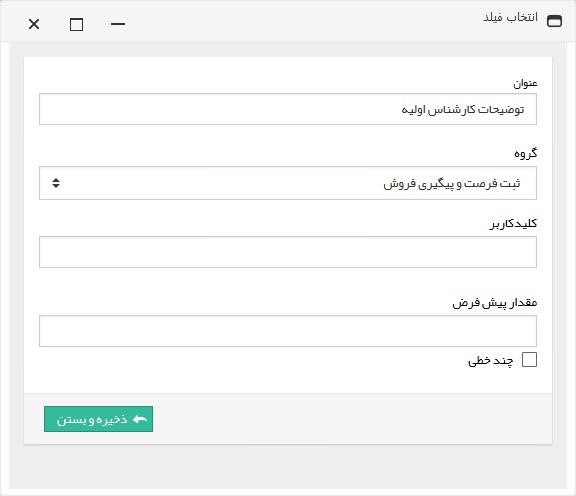 انتخاب فیلد
عنوان
توضیحات کارشناس اولیه
گروه
ثبت فرصت و پیگیری فروش
کلیدکاربر
مقدار پیش فرض
چند خطی
ذخیره و بستن